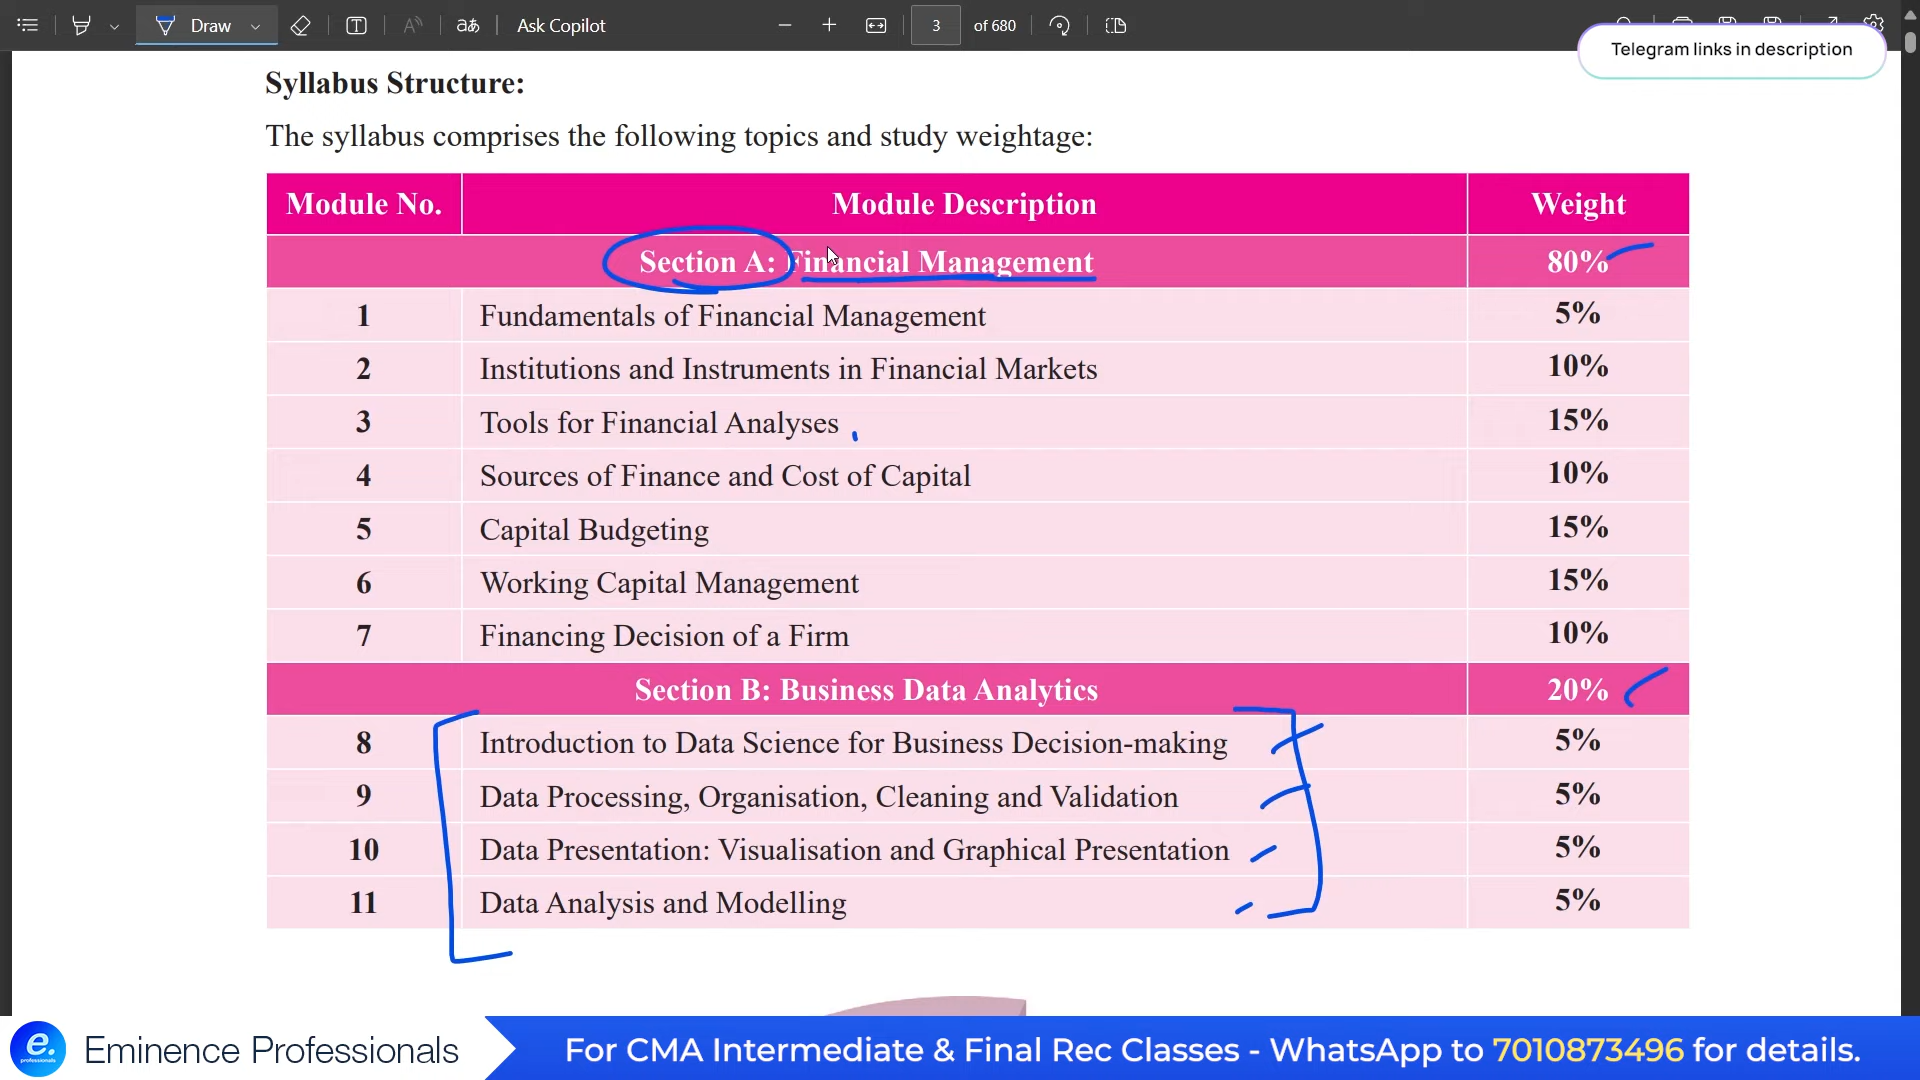 Draw
Ask Copilot
3
of 680
Telegram links in description
Syllabus Structure:
The syllabus comprises the following topics and study weightage:
Module No. Module Description Weight
Section A: Financial Management 80%
1 Fundamentals of Financial Management 5%
2 Institutions and Instruments in Financial Markets 10%
3 Tools for Financial Analyses 15%
4 Sources of Finance and Cost of Capital 10%
5 Capital Budgeting 15%
6 Working Capital Management 15%
7 Financing Decision of a Firm 10%
Section B: Business Data Analytics 20%
8 Introduction to Data Science for Business Decision-making 5%
9 Data Processing, Organisation, Cleaning and Validation 5%
10 Data Presentation: Visualisation and Graphical Presentation 5%
11 Data Analysis and Modelling 5%
e. professionals
Eminence Professionals
For CMA Intermediate & Final Rec Classes - WhatsApp to 7010873496 for details.